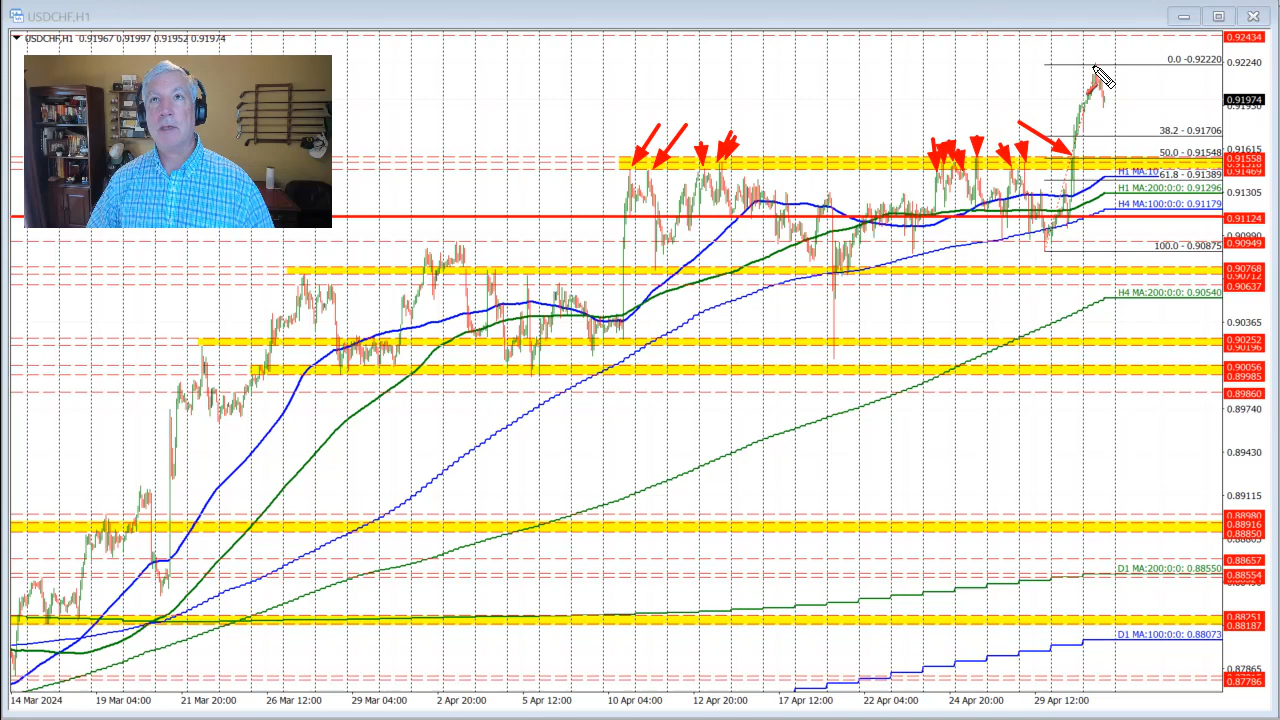 USDCHF,H1
USDCHF,H1 0.91967 0.91997 0.91952 0.91974
0.92434
0.92240
0.0 -0.92220
0.91974
0.91930
38.2 - 0.91706
0.91615
50.0 - 0.91548
0.91558
0.91469
H1 MA:10
61.8 - 0.91389
H1 MA:200:0:0: 0.91296
0.91305
H4 MA:100:0:0: 0.91179
0.91124
0.90990
100.0 - 0.90875
0.90949
0.90768
0.90712
0.90637
H4 MA:200:0:0: 0.90540
0.90365
0.90252
0.90196
0.90056
0.89985
0.89860
0.89740
0.89430
0.89115
0.88980
0.88916
0.88850
0.88657
D1 MA:200:0:0: 0.88550
0.88554
0.88251
0.88187
D1 MA:100:0:0: 0.88073
0.87865
0.87786
14 Mar 2024
19 Mar 04:00
21 Mar 20:00
26 Mar 12:00
29 Mar 04:00
2 Apr 20:00
5 Apr 12:00
10 Apr 04:00
12 Apr 20:00
17 Apr 12:00
22 Apr 04:00
24 Apr 20:00
29 Apr 12:00